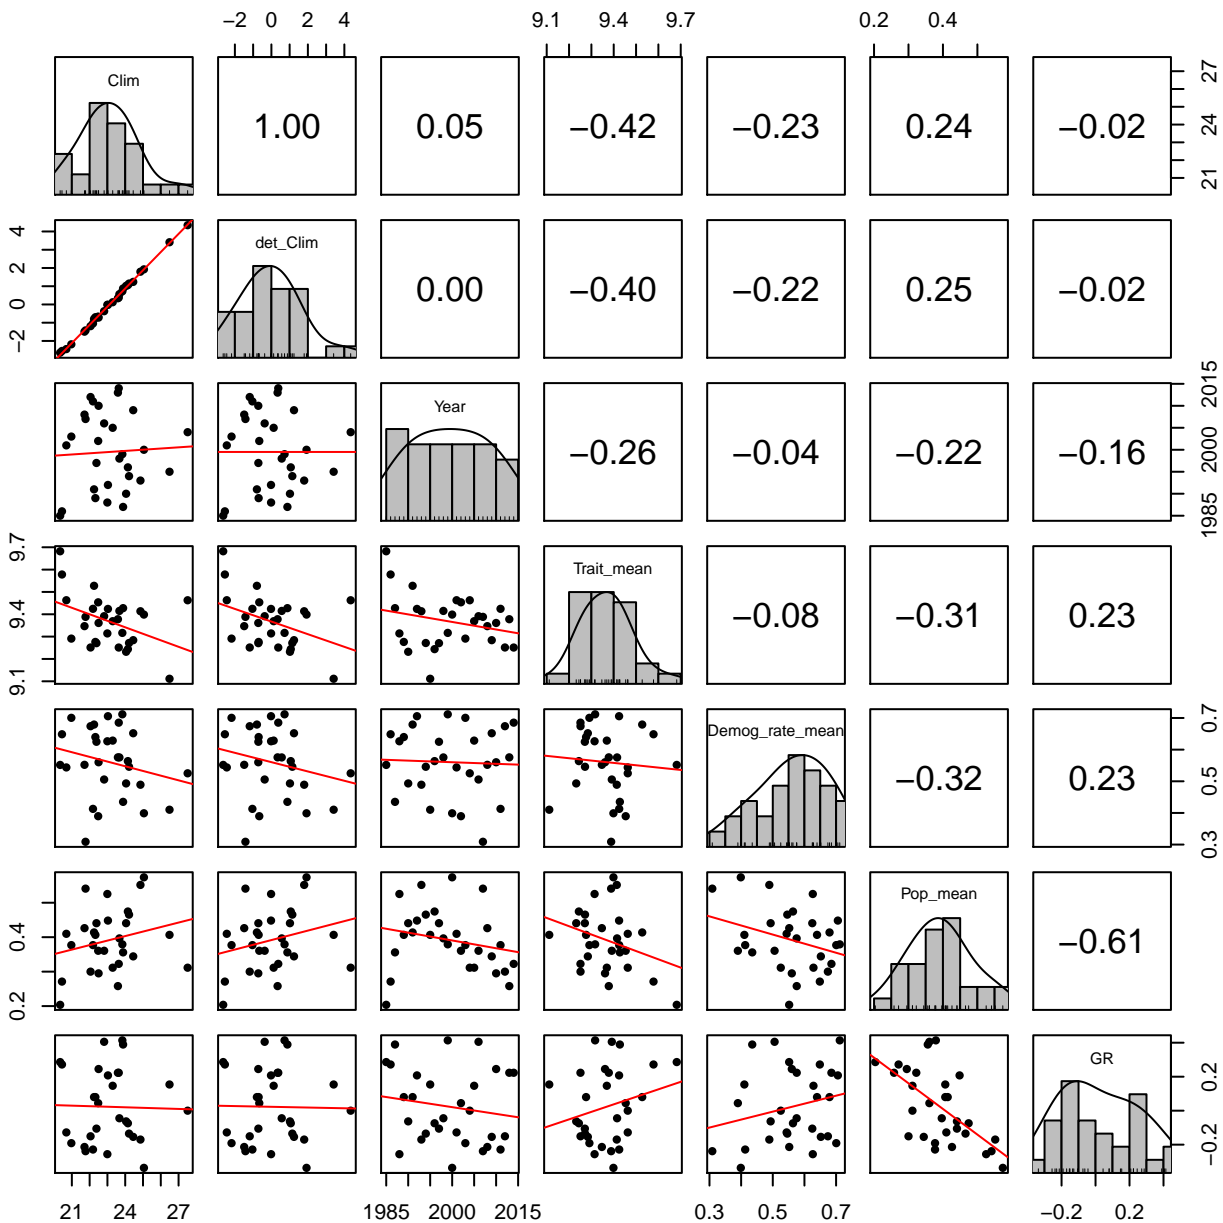 −2 0 2 4 9.1 9.4 9.7 0.2 0.4
Clim 1.00 0.05 −0.42 −0.23 0.24 −0.02 21 24 27
−2 0 2 4 det_Clim 0.00 −0.40 −0.22 0.25 −0.02
Year −0.26 −0.04 −0.22 −0.16 1985 2000 2015
9.1 9.4 9.7 Trait_mean −0.08 −0.31 0.23
Demog_rate_mean −0.32 0.23 0.3 0.5 0.7
0.2 0.4 Pop_mean −0.61
GR −0.2 0.2
21 24 27 1985 2000 2015 0.3 0.5 0.7 −0.2 0.2